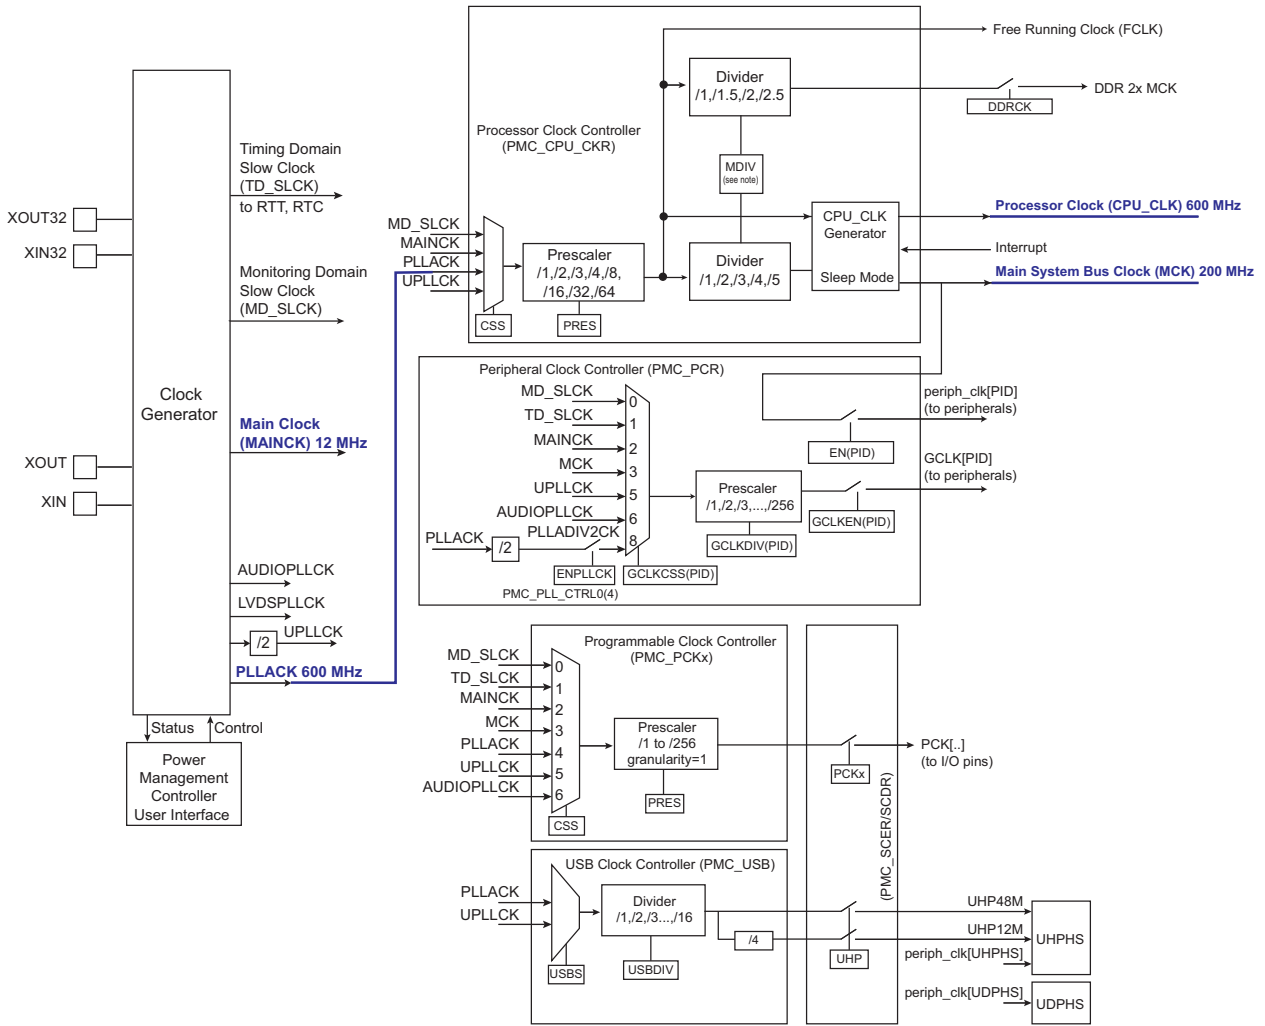 Free Running Clock (FCLK)
Divider
/1,/1.5,/2,/2.5
DDR 2x MCK
DDRCK
Processor Clock Controller
(PMC_CPU_CKR)
MDIV
(see note)
Timing Domain
Slow Clock
(TD_SLCK)
to RTT, RTC
XOUT32
XIN32
MD_SLCK
MAINCK
PLLACK
UPLLCK
Prescaler
/1,/2,/3,/4,/8,
/16,/32,/64
CSS
PRES
Divider
/1,/2,/3,/4,/5
CPU_CLK
Generator
Sleep Mode
Processor Clock (CPU_CLK) 600 MHz
Interrupt
Main System Bus Clock (MCK) 200 MHz
Monitoring Domain
Slow Clock
(MD_SLCK)
Clock
Generator
Main Clock
(MAINCK) 12 MHz
XOUT
XIN
Peripheral Clock Controller (PMC_PCR)
MD_SLCK
0
TD_SLCK
1
MAINCK
2
MCK
3
UPLLCK
5
AUDIOPLLCK
6
PLLACK
/2
PLLADIV2CK
8
ENPLLCK
GCLKCSS(PID)
PMC_PLL_CTRL0(4)
Prescaler
/1,/2,/3,...,/256
GCLKDIV(PID)
periph_clk[PID]
(to peripherals)
EN(PID)
GCLK[PID]
(to peripherals)
GCLKEN(PID)
AUDIOPLLCK
LVDSPLLCK
/2
UPLLCK
PLLACK 600 MHz
Status
Control
Power
Management
Controller
User Interface
Programmable Clock Controller
(PMC_PCKx)
MD_SLCK
0
TD_SLCK
1
MAINCK
2
MCK
3
PLLACK
4
UPLLCK
5
AUDIOPLLCK
6
CSS
Prescaler
/1 to /256
granularity=1
PRES
PCKx
PCK[..]
(to I/O pins)
(PMC_SCER/SCDR)
USB Clock Controller (PMC_USB)
PLLACK
UPLLCK
USBS
Divider
/1,/2,/3...,/16
USBDIV
/4
UHP
UHP48M
UHP12M
periph_clk[UHPHS]
UHPHS
periph_clk[UDPHS]
UDPHS